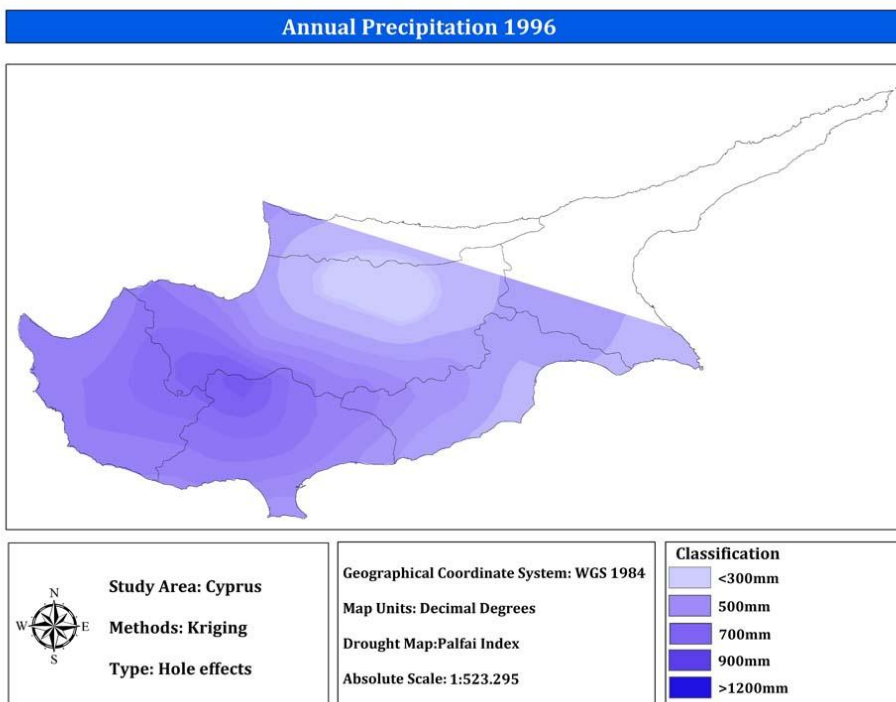 Annual Precipitation 1996
N
W E
S
Study Area: Cyprus
Methods: Kriging
Type: Hole effects
Geographical Coordinate System: WGS 1984
Map Units: Decimal Degrees
Drought Map:Palfai Index
Absolute Scale: 1:523.295
Classification
<300mm
500mm
700mm
900mm
>1200mm